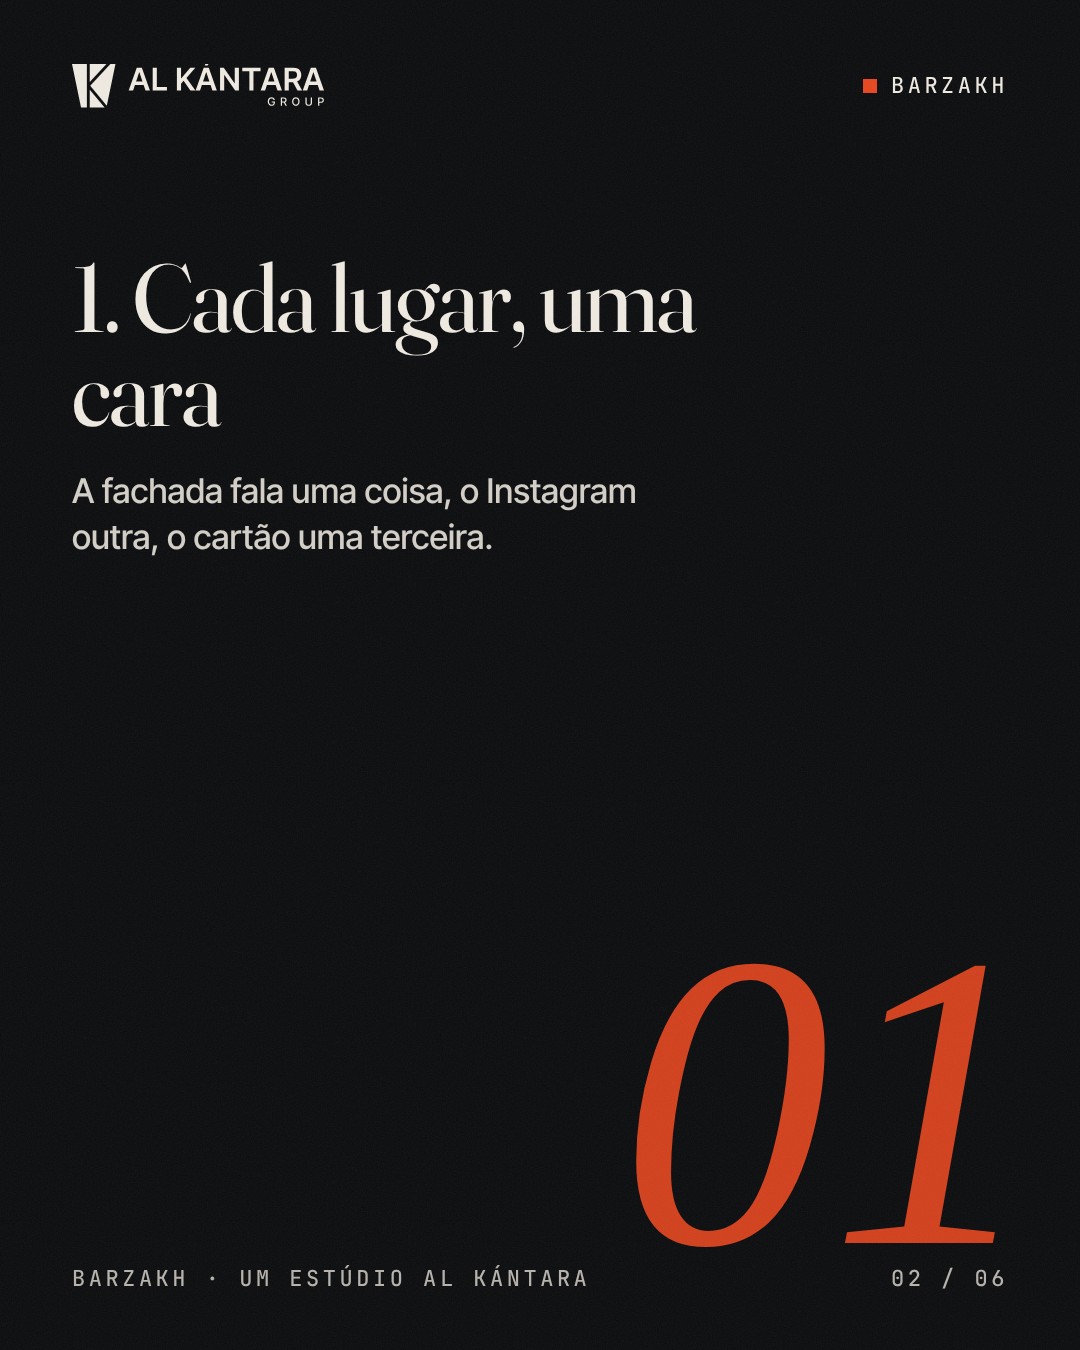 AL KÁNTARA
GROUP
BARZAKH
1. Cada lugar, uma
cara
A fachada fala uma coisa, o Instagram
outra, o cartão uma terceira.
01
BARZAKH · UM ESTÚDIO AL KÁNTARA
02 / 06